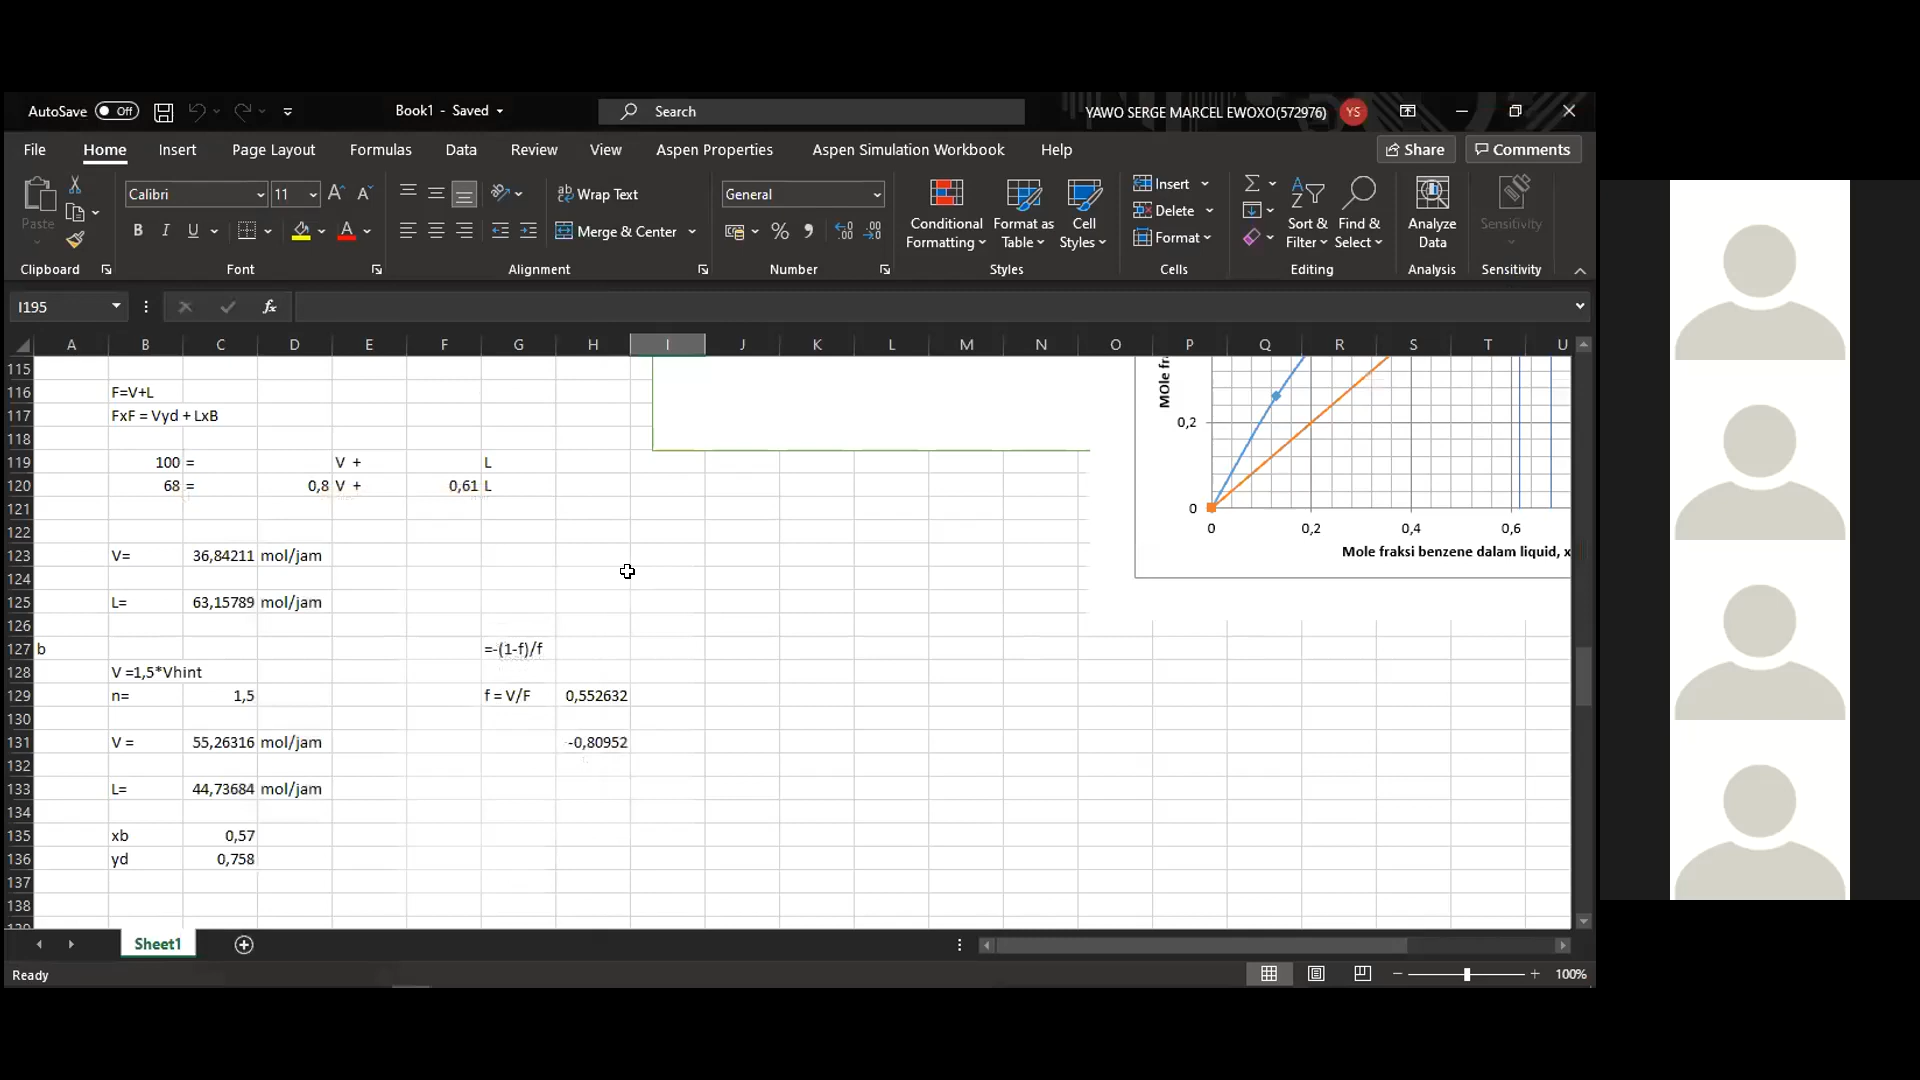 AutoSave Off Book1 - Saved Search YAWO SERGE MARCEL EWOXO(572976) YS
File Home Insert Page Layout Formulas Data Review View Aspen Properties Aspen Simulation Workbook Help Share Comments
Paste Calibri 11 Wrap Text General Conditional Formatting Format as Table Cell Styles Insert Sort & Filter Find & Select Analyze Data Sensitivity
B I U Merge & Center % Delete
Format
Clipboard Font Alignment Number Styles Cells Editing Analysis Sensitivity
I195 fx
A B C D E F G H I J K L M N O P Q R S T U
115
116 F=V+L
117 FxF = Vyd + LxB
118
119 100 = V + L
120 68 = 0,8 V + 0,61 L
121
122
123 V= 36,84211 mol/jam
124
125 L= 63,15789 mol/jam
126
127 b =-(1-f)/f
128 V =1,5*Vhint
129 n= 1,5 f = V/F 0,552632
130
131 V = 55,26316 mol/jam -0,80952
132
133 L= 44,73684 mol/jam
134
135 xb 0,57
136 yd 0,758
137
138
MOle fr
0,2
0
0 0,2 0,4 0,6
Mole fraksi benzene dalam liquid, x
Sheet1
Ready 100%